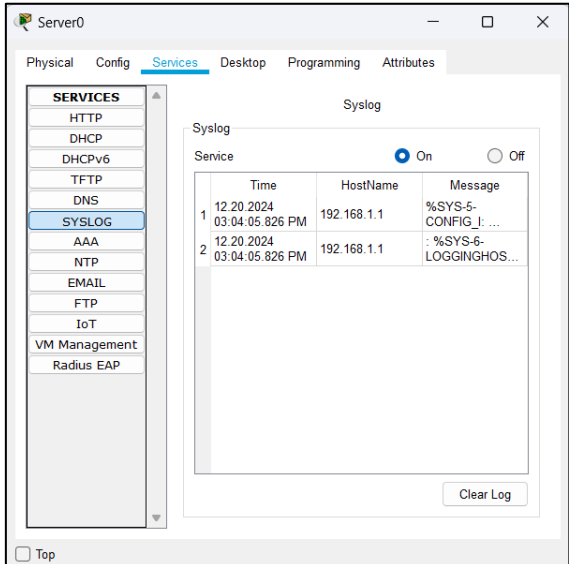 Server0
Physical Config Services Desktop Programming Attributes
SERVICES
HTTP
DHCP
DHCPv6
TFTP
DNS
SYSLOG
AAA
NTP
EMAIL
FTP
IoT
VM Management
Radius EAP
Syslog
Syslog
Service On Off
Time HostName Message
1 12.20.2024 03:04:05.826 PM 192.168.1.1 %SYS-5-CONFIG_I: ...
2 12.20.2024 03:04:05.826 PM 192.168.1.1 : %SYS-6-LOGGINGHOS...
Clear Log
Top